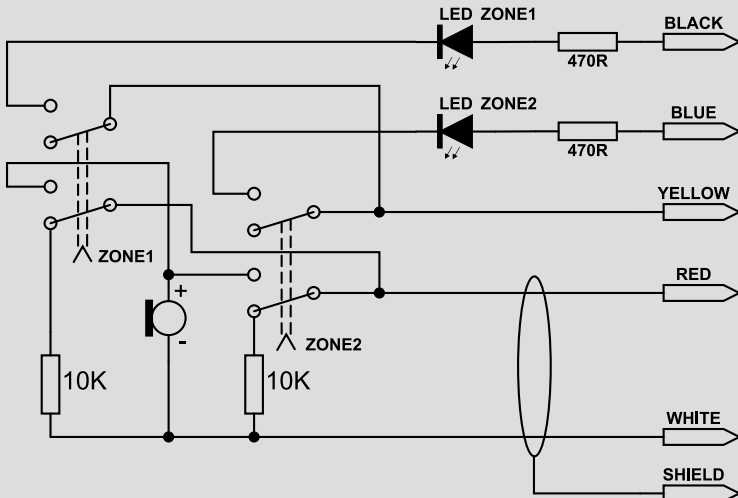 LED ZONE1
BLACK
470R
LED ZONE2
BLUE
470R
YELLOW
ZONE1
RED
+
-
ZONE2
10K
10K
WHITE
SHIELD